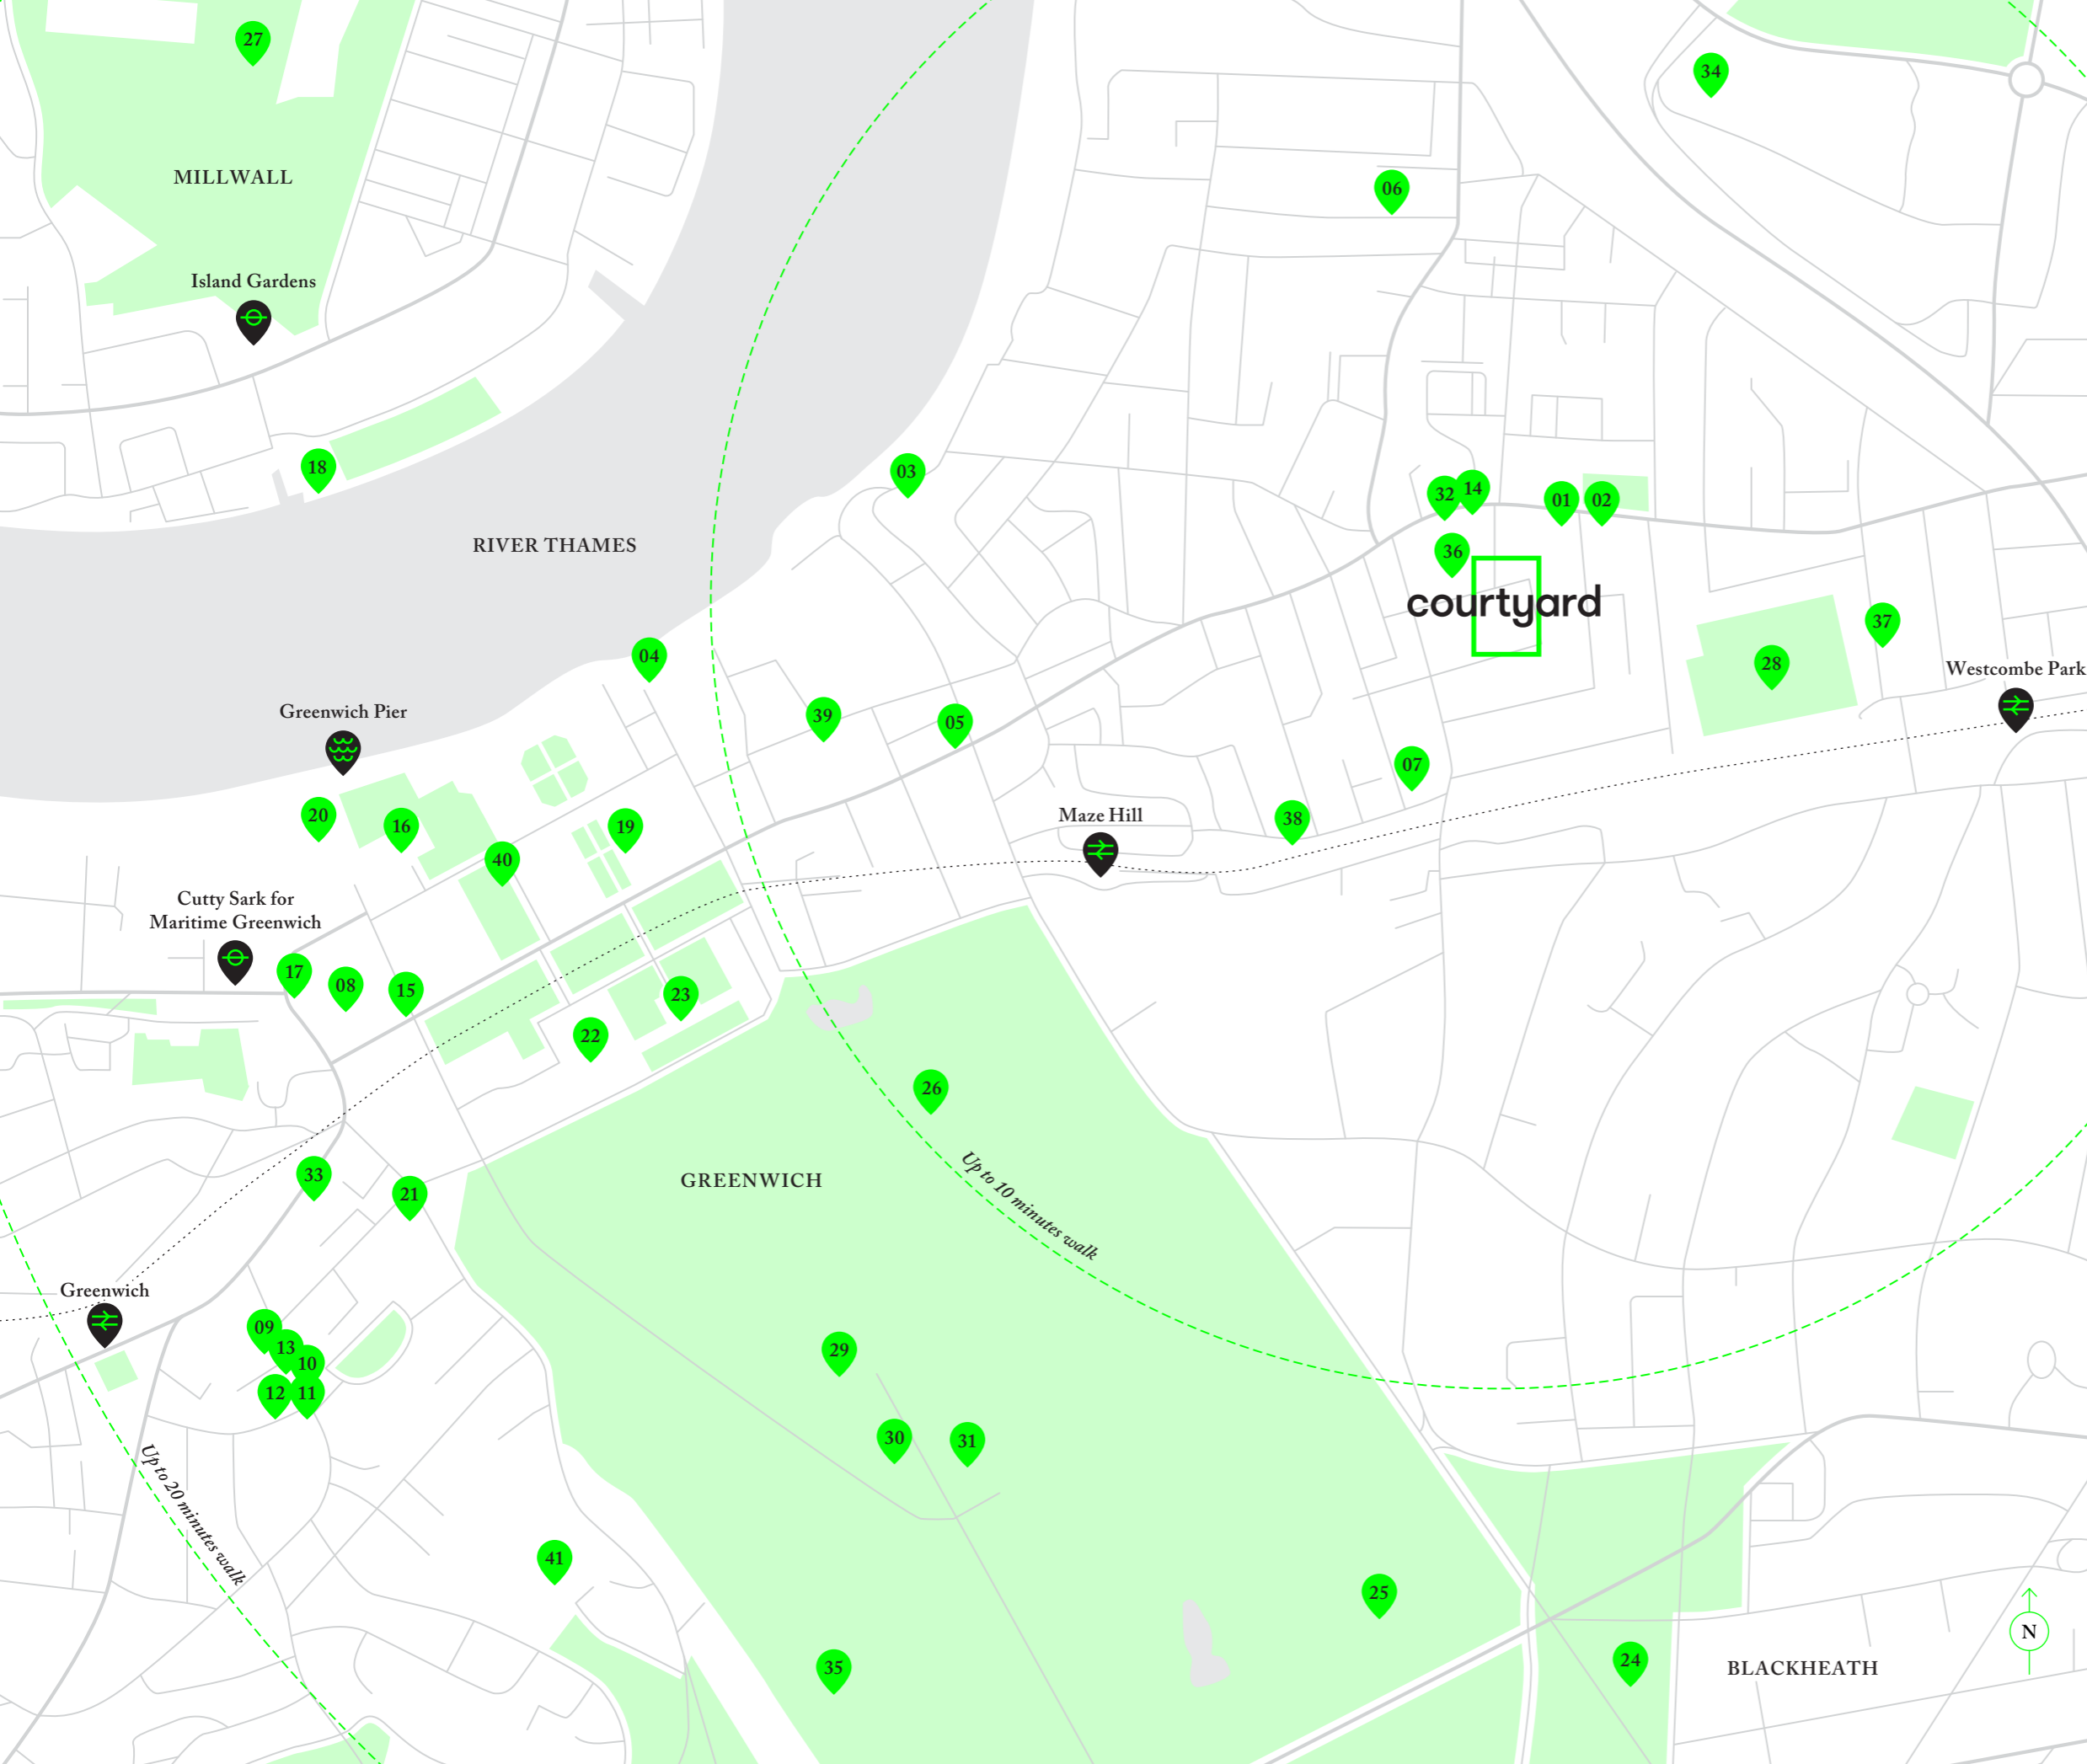 27
34
MILLWALL
06
Island Gardens
18
03
32
14
01
02
RIVER THAMES
36
courtyard
37
04
28
Westcombe Park
Greenwich Pier
39
05
07
20
16
19
Maze Hill
38
40
Cutty Sark for
Maritime Greenwich
17
08
15
23
22
26
33
21
GREENWICH
Up to 10 minutes walk
Greenwich
09
13
10
12
11
29
30
31
Up to 20 minutes walk
41
25
N
35
24
BLACKHEATH